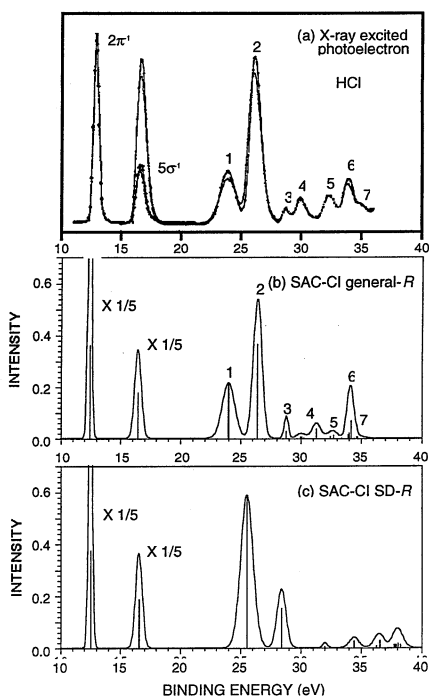 (a) X-ray excited
photoelectron
HCl
2π⁻¹
5σ⁻¹
1
2
3
4
5
6
7
10 15 20 25 30 35 40
(b) SAC-CI general-R
INTENSITY
0.6
0.4
0.2
0.0
X 1/5
X 1/5
1
2
3
4
5
6
7
10 20 25 30 35 40
(c) SAC-CI SD-R
INTENSITY
0.6
0.4
0.2
0.0
X 1/5
X 1/5
10 15 20 25 30 35 40
BINDING ENERGY (eV)